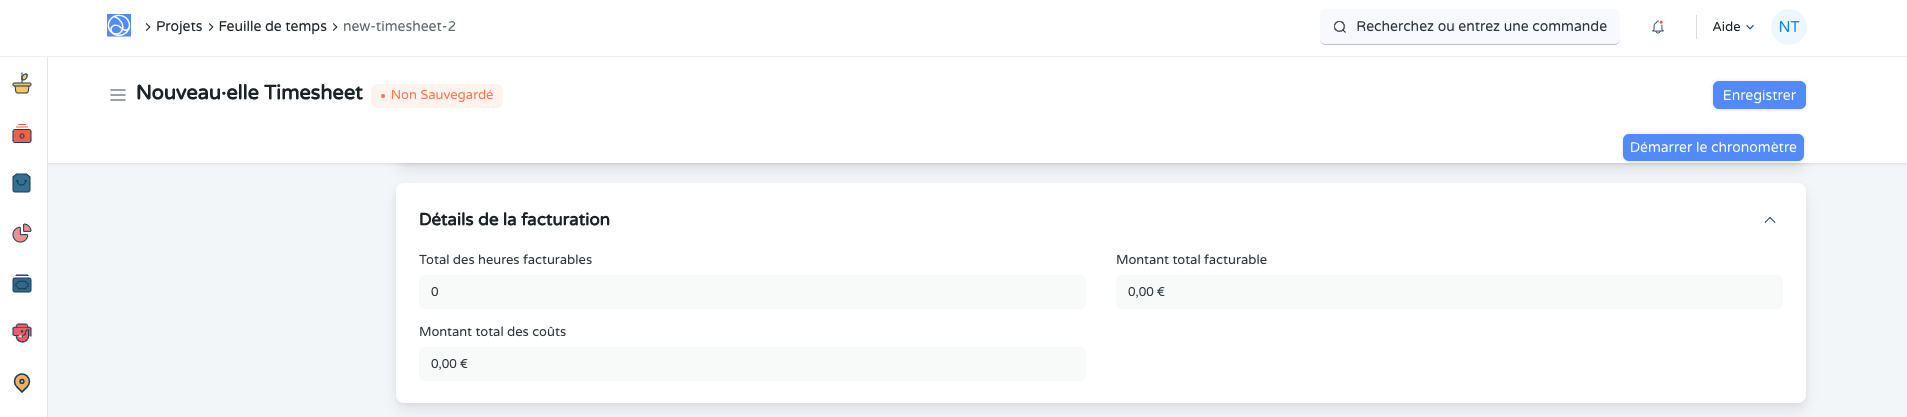 Projets Feuille de temps new-timesheet-2
Recherchez ou entrez une commande
Aide
NT
Nouveau·elle Timesheet
Non Sauvegardé
Enregistrer
Démarrer le chronomètre
Détails de la facturation
Total des heures facturables
Montant total facturable
0
0,00 €
Montant total des coûts
0,00 €